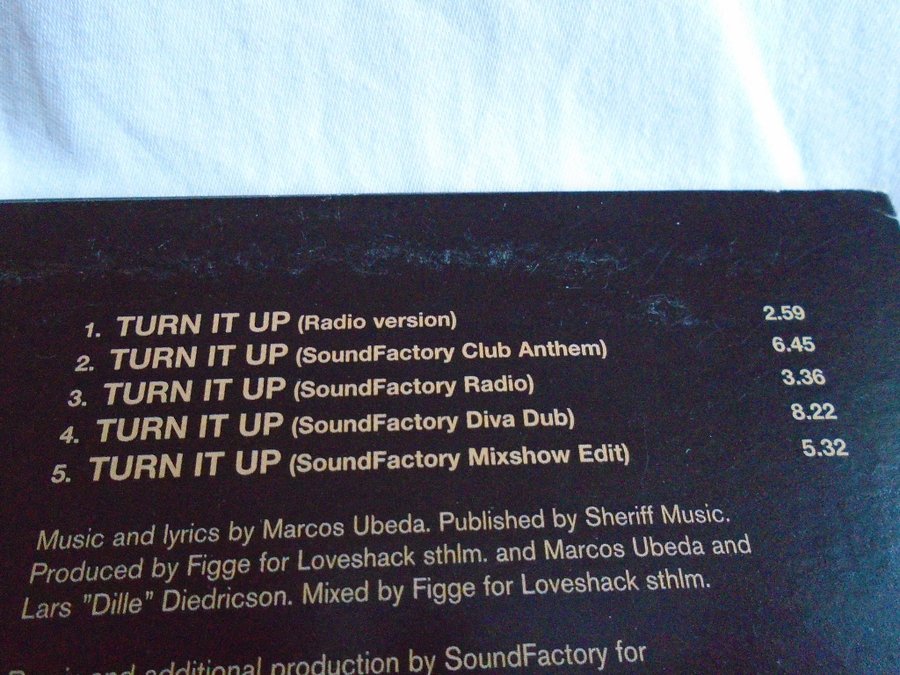 1. TURN IT UP (Radio version) 2.59
2. TURN IT UP (SoundFactory Club Anthem) 6.45
3. TURN IT UP (SoundFactory Radio) 3.36
4. TURN IT UP (SoundFactory Diva Dub) 8.22
5. TURN IT UP (SoundFactory Mixshow Edit) 5.32
Music and lyrics by Marcos Ubeda. Published by Sheriff Music.
Produced by Figge for Loveshack sthlm. and Marcos Ubeda and
Lars "Dille" Diedricson. Mixed by Figge for Loveshack sthlm.
and additional production by SoundFactory for